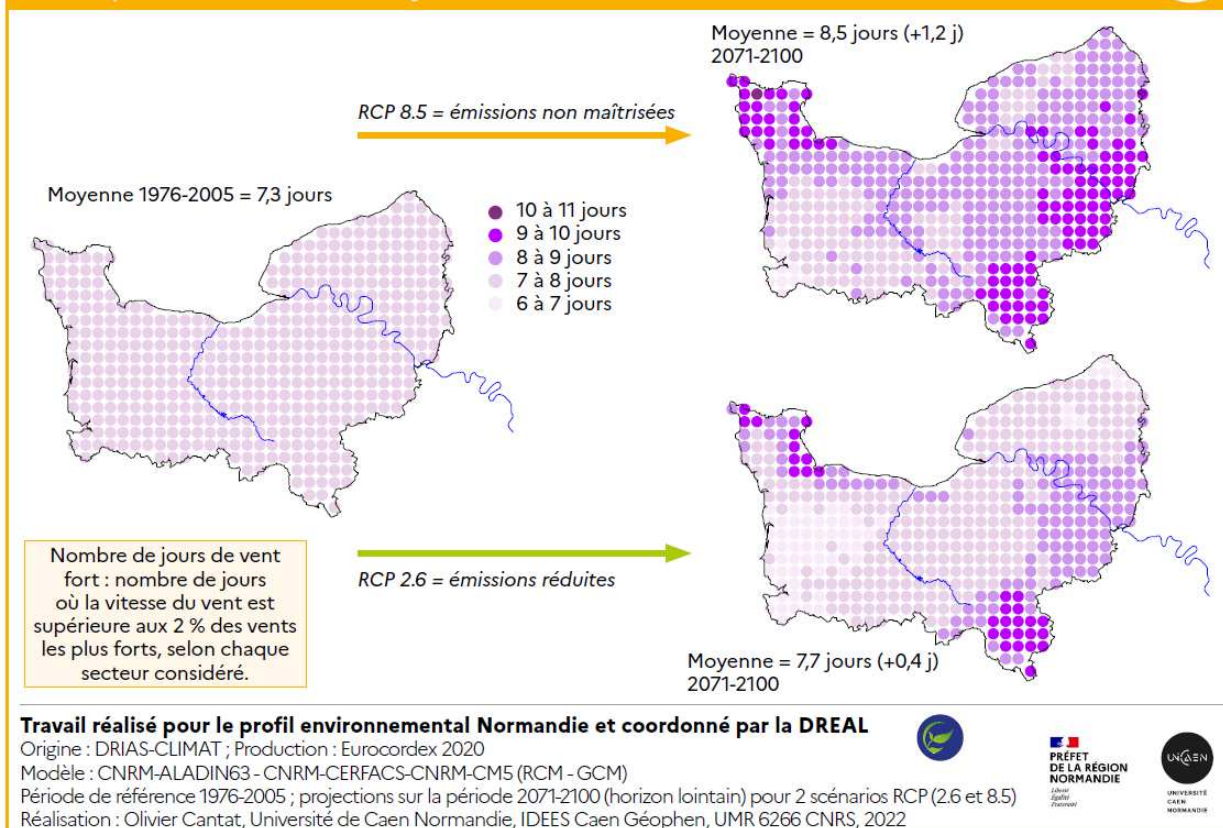 Moyenne = 8,5 jours (+1,2 j)
2071-2100
RCP 8.5 = émissions non maîtrisées
Moyenne 1976-2005 = 7,3 jours
10 à 11 jours
9 à 10 jours
8 à 9 jours
7 à 8 jours
6 à 7 jours
Nombre de jours de vent
fort : nombre de jours
où la vitesse du vent est
supérieure aux 2 % des vents
les plus forts, selon chaque
secteur considéré.
RCP 2.6 = émissions réduites
Moyenne = 7,7 jours (+0,4 j)
2071-2100
Travail réalisé pour le profil environnemental Normandie et coordonné par la DREAL
Origine : DRIAS-CLIMAT ; Production : Eurocordex 2020
Modèle : CNRM-ALADIN63 - CNRM-CERFACS-CNRM-CM5 (RCM - GCM)
Période de référence 1976-2005 ; projections sur la période 2071-2100 (horizon lointain) pour 2 scénarios RCP (2.6 et 8.5)
Réalisation : Olivier Cantat, Université de Caen Normandie, IDEES Caen Géophen, UMR 6266 CNRS, 2022
PRÉFET
DE LA RÉGION
NORMANDIE
Liberté
Égalité
Fraternité
UNICAEN
UNIVERSITÉ
CAEN
NORMANDIE